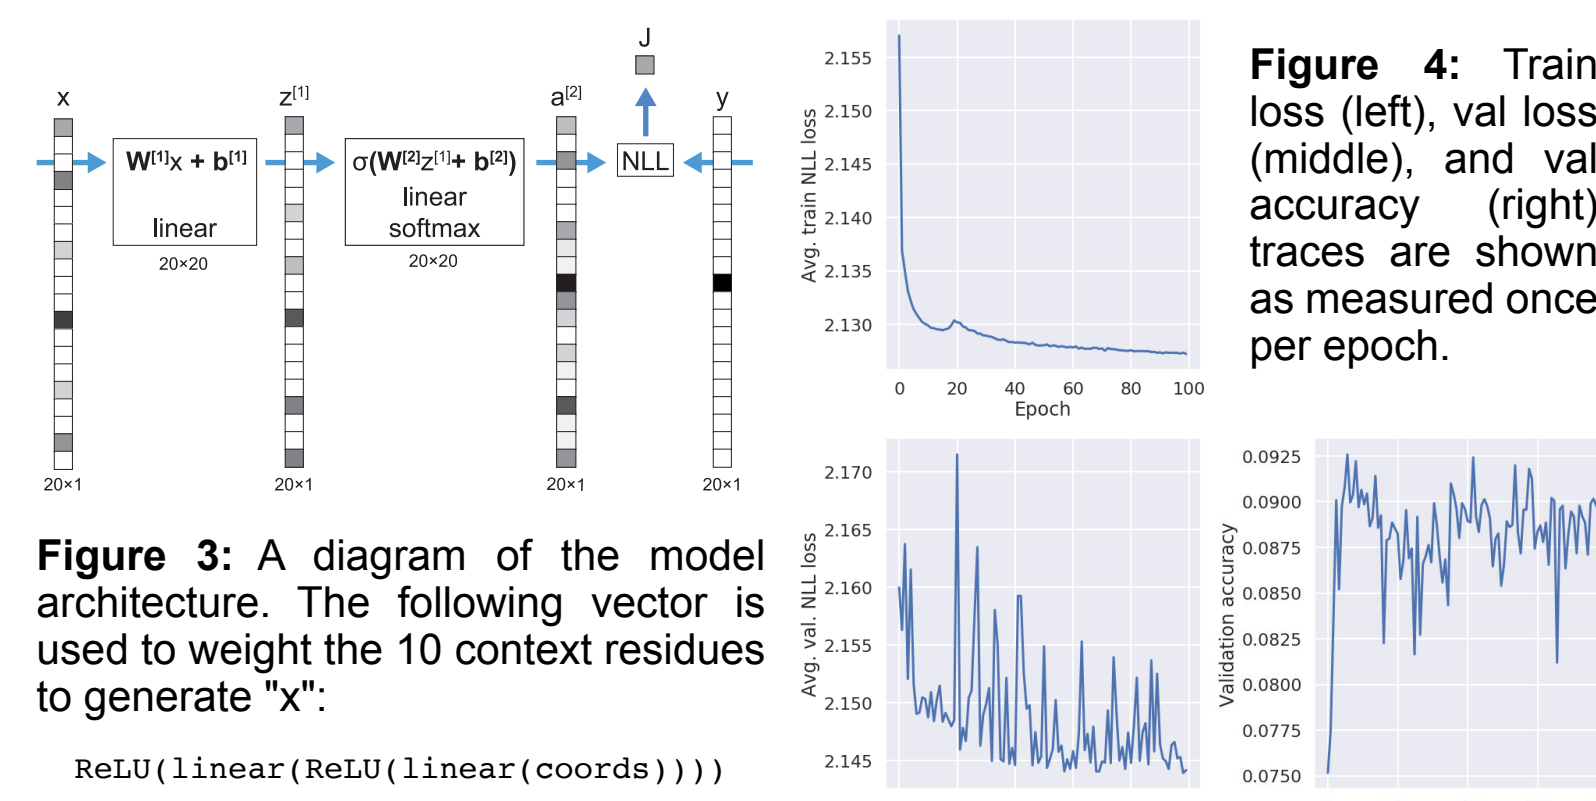 J
x
z[1]
a[2]
y
W[1]x + b[1]
linear
20×20
σ(W[2]z[1]+ b[2])
linear
softmax
20×20
NLL
20×1
20×1
20×1
20×1
Figure 3: A diagram of the model
architecture. The following vector is
used to weight the 10 context residues
to generate "x":
ReLU(linear(ReLU(linear(coords))))
Avg. train NLL loss
2.155
2.150
2.145
2.140
2.135
2.130
0 20 40 60 80 100
Epoch
Figure 4: Train
loss (left), val loss
(middle), and val
accuracy (right)
traces are shown
as measured once
per epoch.
Avg. val. NLL loss
2.170
2.165
2.160
2.155
2.150
2.145
Validation accuracy
0.0925
0.0900
0.0875
0.0850
0.0825
0.0800
0.0775
0.0750